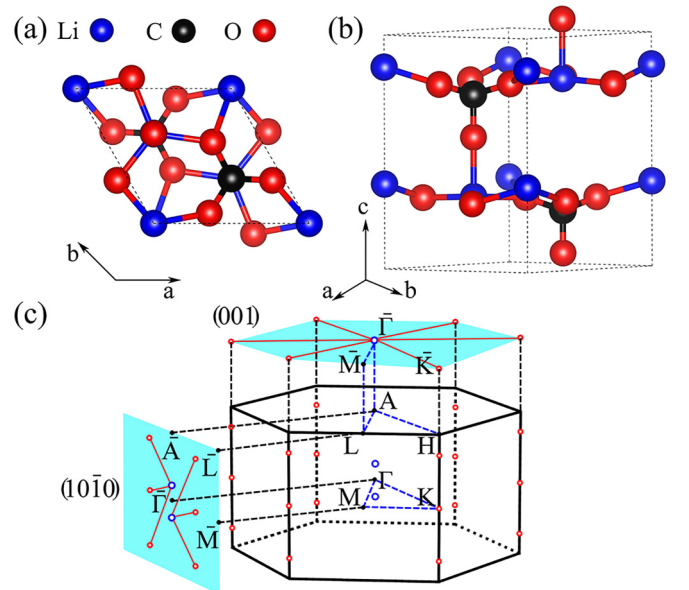 (a)
(b)
Li C O
b
a
c
a
b
(c)
(001)
Γ̄
M̄
K̄
A
L
H
Ā
L̄
(101̄0)
Γ̄
Γ
M
K
M̄